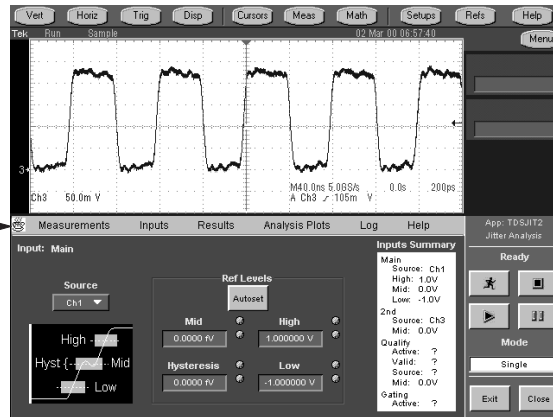 Vert Horiz Trig Disp Cursors Meas Math Setups Refs Help
Tek Run Sample 02 Mar 00 06:57:40
Menu
3
M40.0ns 5.0GS/s 0.0s 200ps
Ch3 50.0m V A Ch3 105m V
Measurements Inputs Results Analysis Plots Log Help
App: TDSJIT2
Jitter Analysis
Input: Main
Source
Ch1
High
Hyst { Mid
Low
Ref Levels
Autoset
Mid High
0.0000 fV 1.000000 V
Hysteresis Low
0.0000 fV -1.000000 V
Inputs Summary
Main
Source: Ch1
High: 1.0V
Mid: 0.0V
Low: -1.0V
2nd
Source: Ch3
Mid: 0.0V
Qualify
Active: ?
Valid: ?
Source: ?
Mid: 0.0V
Gating
Active: ?
Ready
Mode
Single
Exit Close